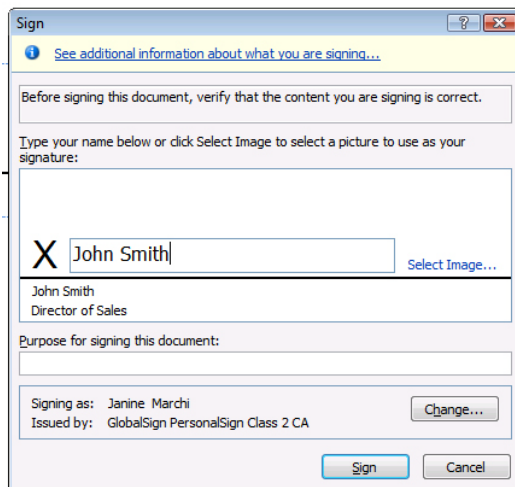 Sign
?
See additional information about what you are signing...
Before signing this document, verify that the content you are signing is correct.
Type your name below or click Select Image to select a picture to use as your
signature:
X John Smith
Select Image...
John Smith
Director of Sales
Purpose for signing this document:
Signing as: Janine Marchi
Change...
Issued by: GlobalSign PersonalSign Class 2 CA
Sign Cancel